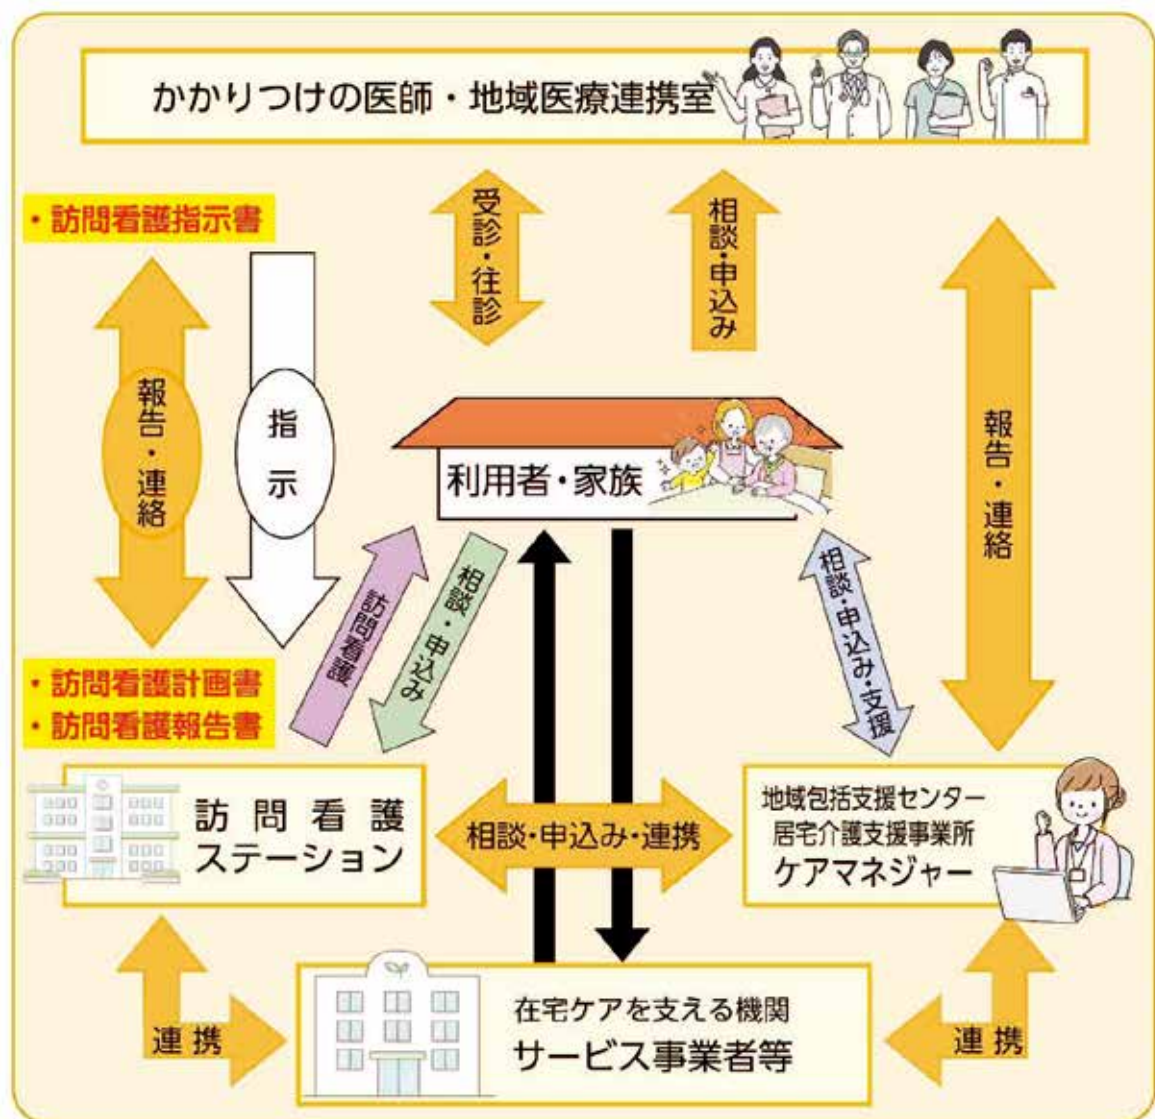 かかりつけの医師・地域医療連携室
・訪問看護指示書
受診・往診
相談・申込み
報告・連絡
指示
報告・連絡
利用者・家族
訪問看護
相談・申込み
相談・申込み・支援
・訪問看護計画書
・訪問看護報告書
訪問看護
ステーション
相談・申込み・連携
地域包括支援センター
居宅介護支援事業所
ケアマネジャー
連携
在宅ケアを支える機関
サービス事業者等
連携